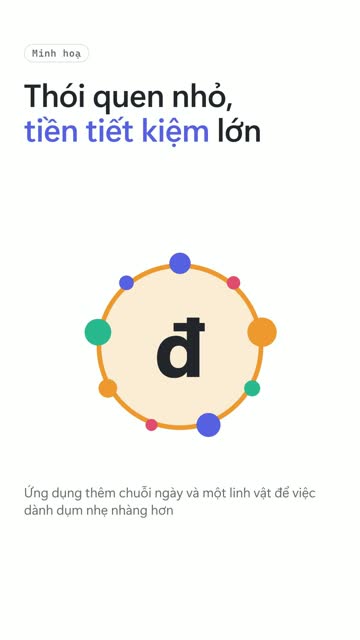 Minh hoạ
Thói quen nhỏ,
tiền tiết kiệm lớn
đ
Ứng dụng thêm chuỗi ngày và một linh vật để việc
dành dụm nhẹ nhàng hơn